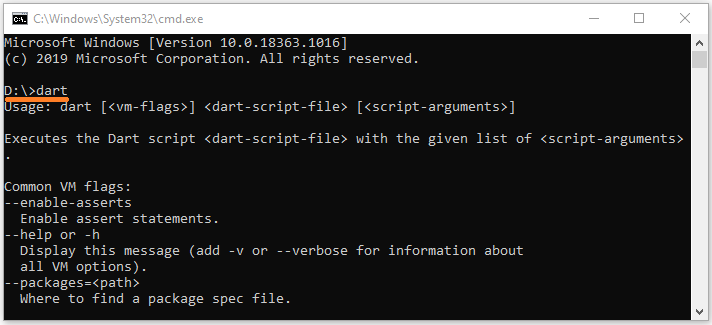 C:\Windows\System32\cmd.exe
Microsoft Windows [Version 10.0.18363.1016]
(c) 2019 Microsoft Corporation. All rights reserved.
D:\>dart
Usage: dart [<vm-flags>] <dart-script-file> [<script-arguments>]
Executes the Dart script <dart-script-file> with the given list of <script-arguments>
.
Common VM flags:
--enable-asserts
  Enable assert statements.
--help or -h
  Display this message (add -v or --verbose for information about
  all VM options).
--packages=<path>
  Where to find a package spec file.